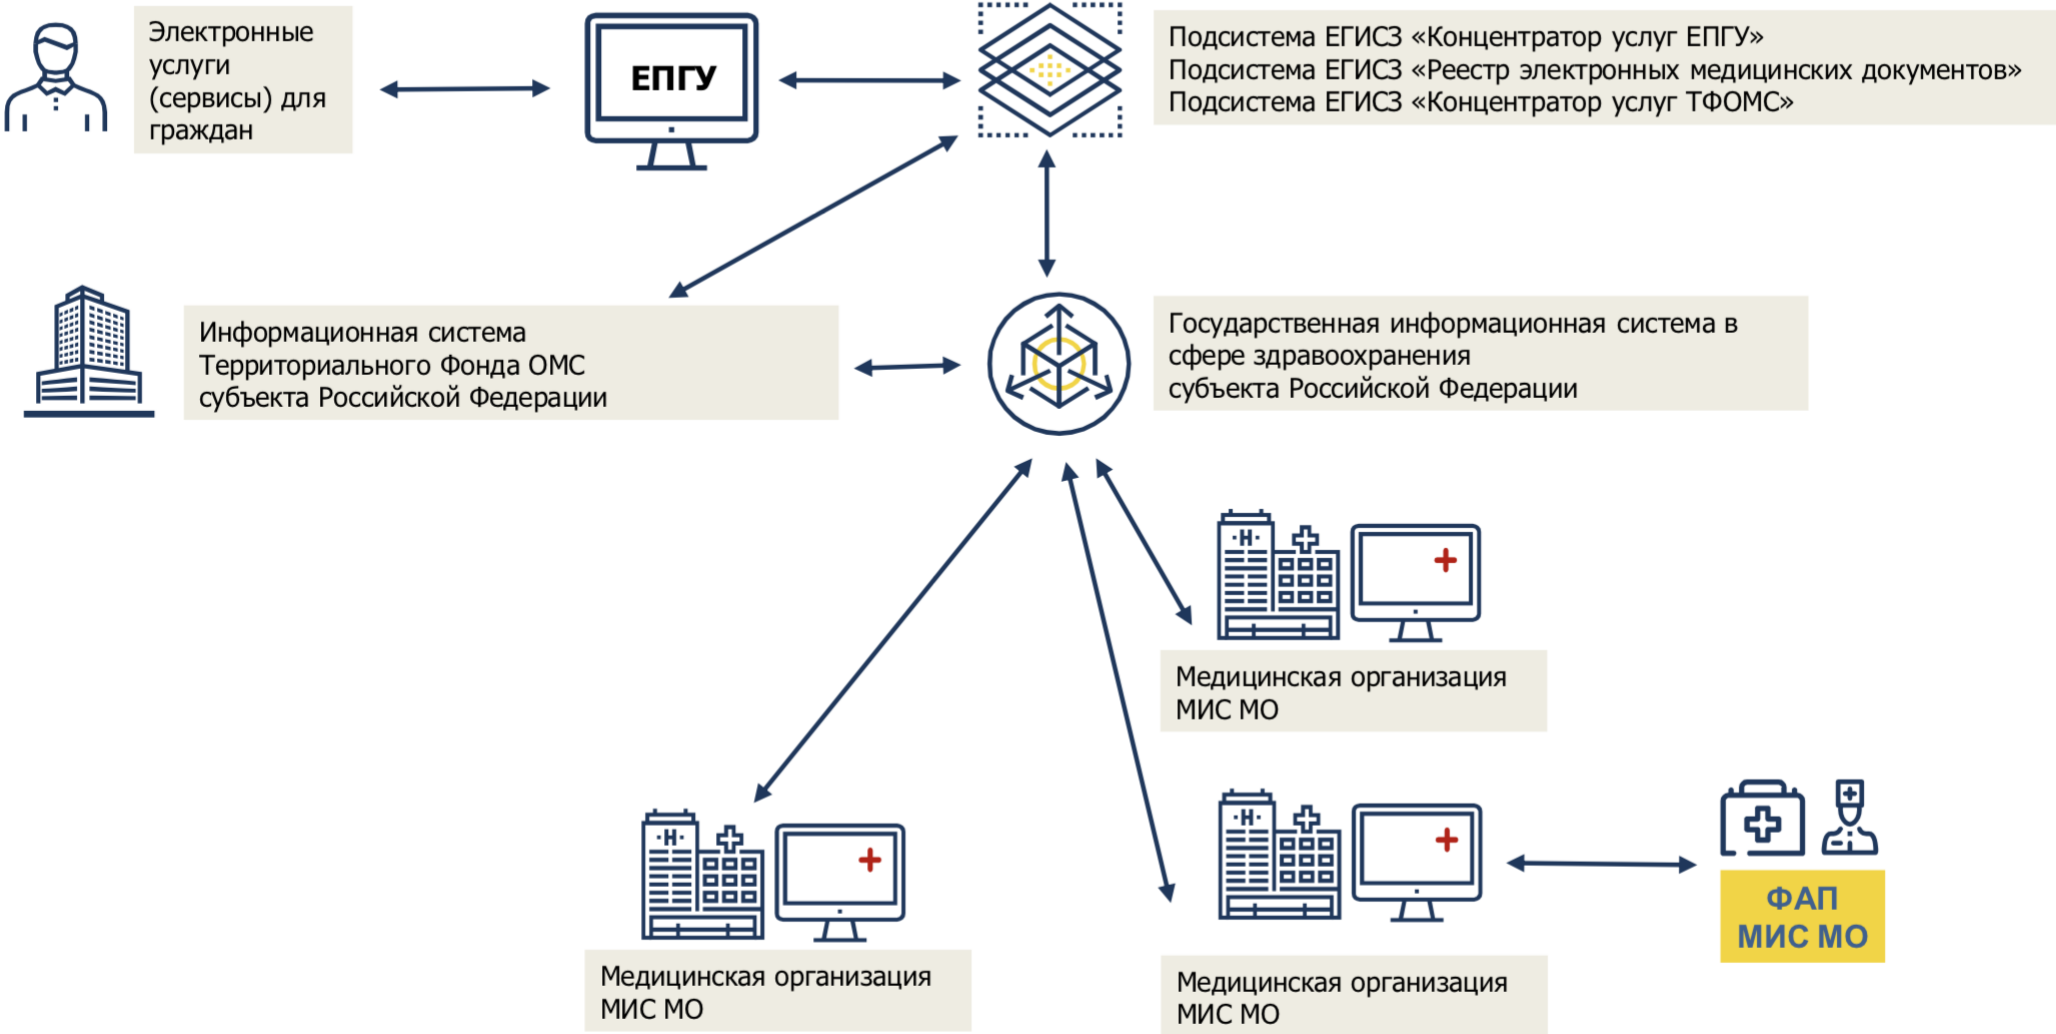 Электронные
услуги
(сервисы) для
граждан
ЕПГУ
Подсистема ЕГИСЗ «Концентратор услуг ЕПГУ»
Подсистема ЕГИСЗ «Реестр электронных медицинских документов»
Подсистема ЕГИСЗ «Концентратор услуг ТФОМС»
Информационная система
Территориального Фонда ОМС
субъекта Российской Федерации
Государственная информационная система в
сфере здравоохранения
субъекта Российской Федерации
Н
Медицинская организация
МИС МО
Н
Медицинская организация
МИС МО
Н
Медицинская организация
МИС МО
ФАП
МИС МО